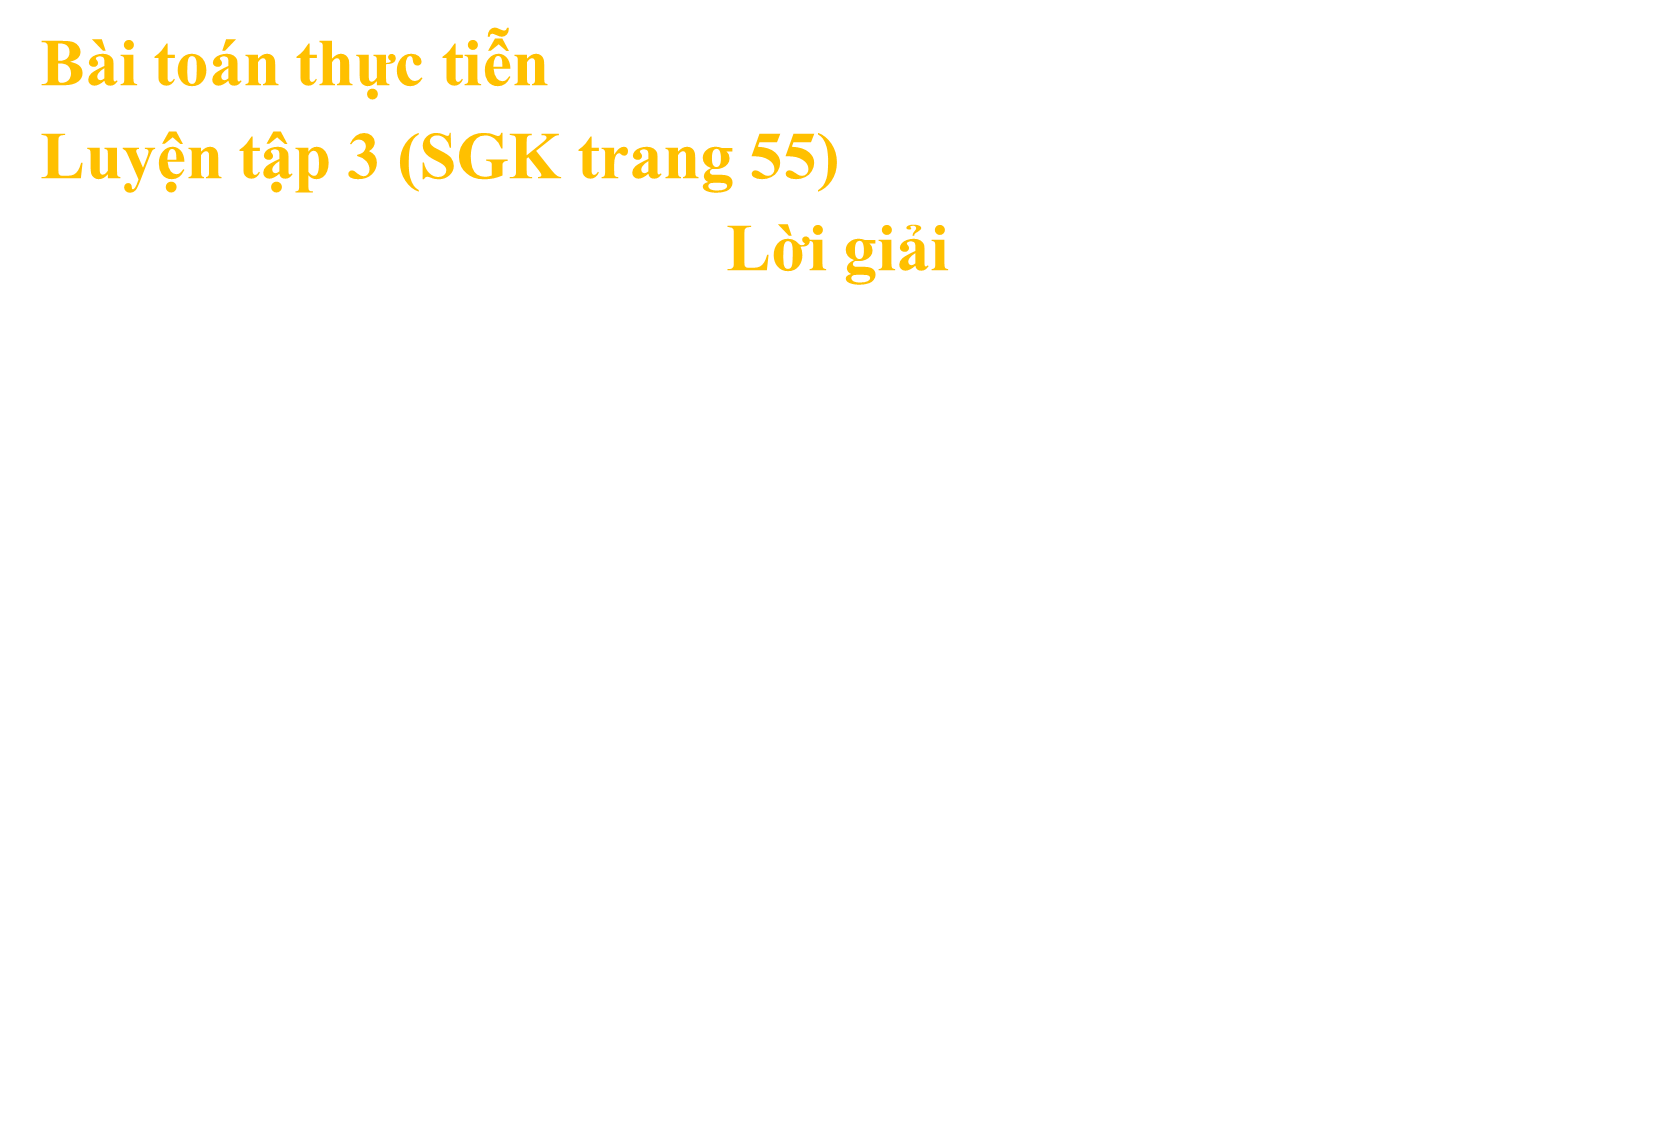 Bài toán thực tiễn
Luyện tập 3 (SGK trang 55)
Lời giải